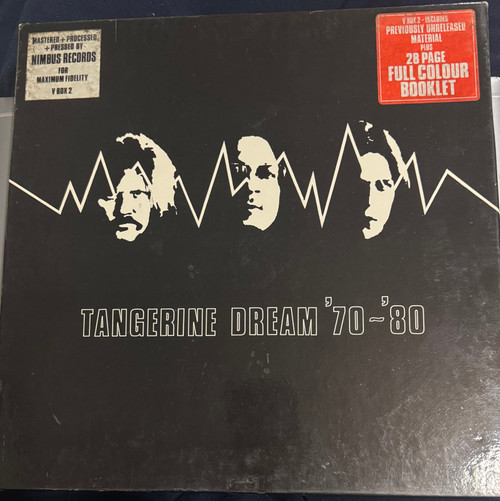 MASTERED + PROCESSED
+ PRESSED BY
NIMBUS RECORDS
FOR
MAXIMUM FIDELITY
V BOX 2
V BOX 2 - INCLUDES
PREVIOUSLY UNRELEASED
MATERIAL
PLUS
28 PAGE
FULL COLOUR
BOOKLET
TANGERINE DREAM '70~'80